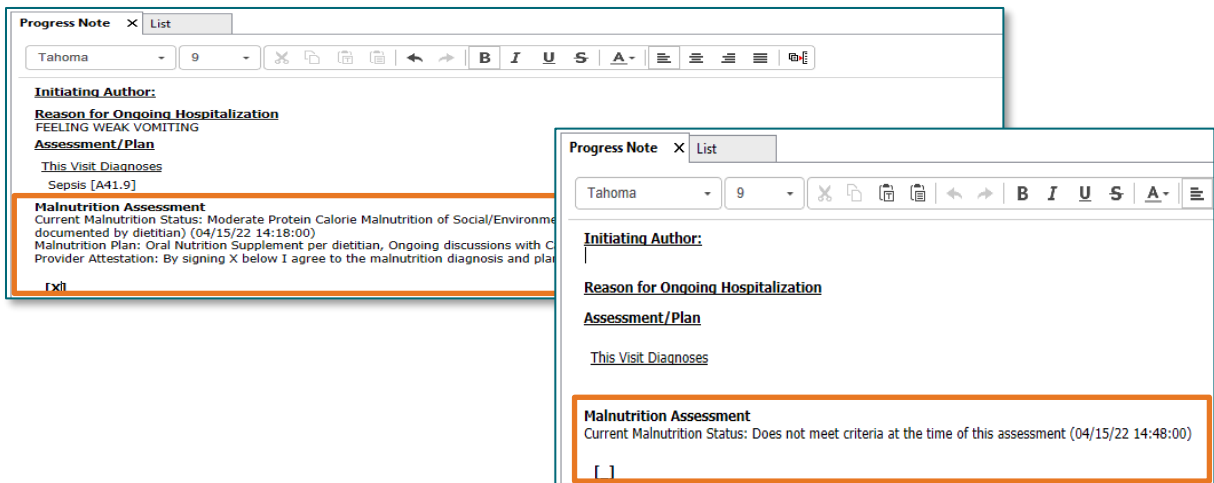 Progress Note X List
Tahoma 9 B I U S A
Initiating Author:
Reason for Ongoing Hospitalization
FEELING WEAK VOMITING
Assessment/Plan
This Visit Diagnoses
Sepsis [A41.9]
Malnutrition Assessment
Current Malnutrition Status: Moderate Protein Calorie Malnutrition of
documented by dietitian) (04/15/22 14:18:00)
Malnutrition Plan: Oral Nutrition Supplement per dietitian, Ongoing discussions with
Provider Attestation: By signing X below I agree to the malnutrition diagnosis and
[X]
Progress Note X List
Tahoma 9 B I U S A
Initiating Author:
Reason for Ongoing Hospitalization
Assessment/Plan
This Visit Diagnoses
Malnutrition Assessment
Current Malnutrition Status: Does not meet criteria at the time of this assessment (04/15/22 14:48:00)
[_]